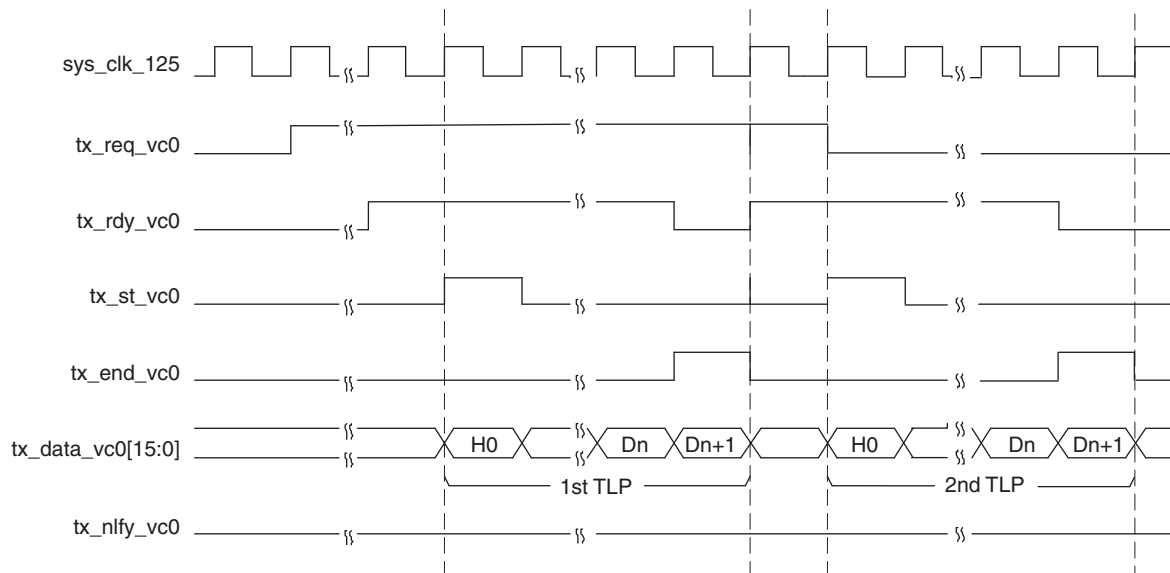 sys_clk_125
tx_req_vc0
tx_rdy_vc0
tx_st_vc0
tx_end_vc0
tx_data_vc0[15:0] H0 Dn Dn+1 H0 Dn Dn+1
1st TLP 2nd TLP
tx_nlfy_vc0